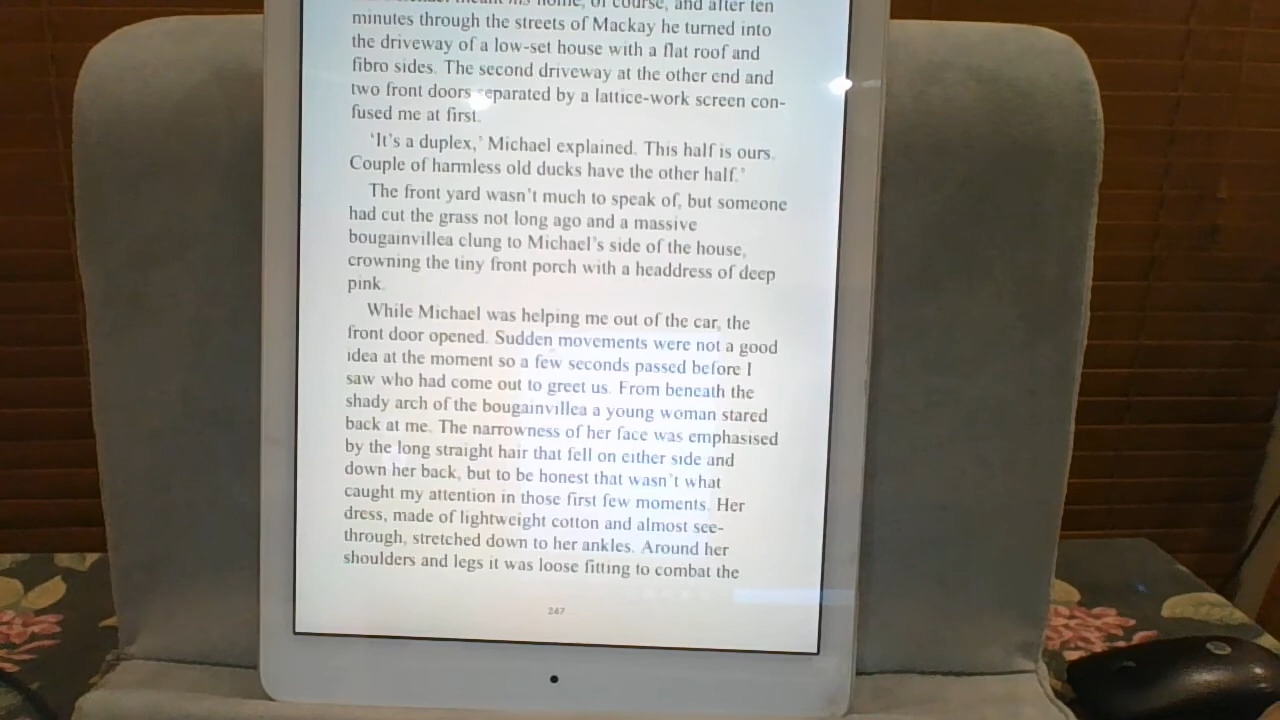 meant his home, of course, and after ten
minutes through the streets of Mackay he turned into
the driveway of a low-set house with a flat roof and
fibro sides. The second driveway at the other end and
two front doors separated by a lattice-work screen con-
fused me at first.
‘It’s a duplex,’ Michael explained. This half is ours.
Couple of harmless old ducks have the other half.’
The front yard wasn’t much to speak of, but someone
had cut the grass not long ago and a massive
bougainvillea clung to Michael’s side of the house,
crowning the tiny front porch with a headdress of deep
pink.
While Michael was helping me out of the car, the
front door opened. Sudden movements were not a good
idea at the moment so a few seconds passed before I
saw who had come out to greet us. From beneath the
shady arch of the bougainvillea a young woman stared
back at me. The narrowness of her face was emphasised
by the long straight hair that fell on either side and
down her back, but to be honest that wasn’t what
caught my attention in those first few moments. Her
dress, made of lightweight cotton and almost see-
through, stretched down to her ankles. Around her
shoulders and legs it was loose fitting to combat the
247